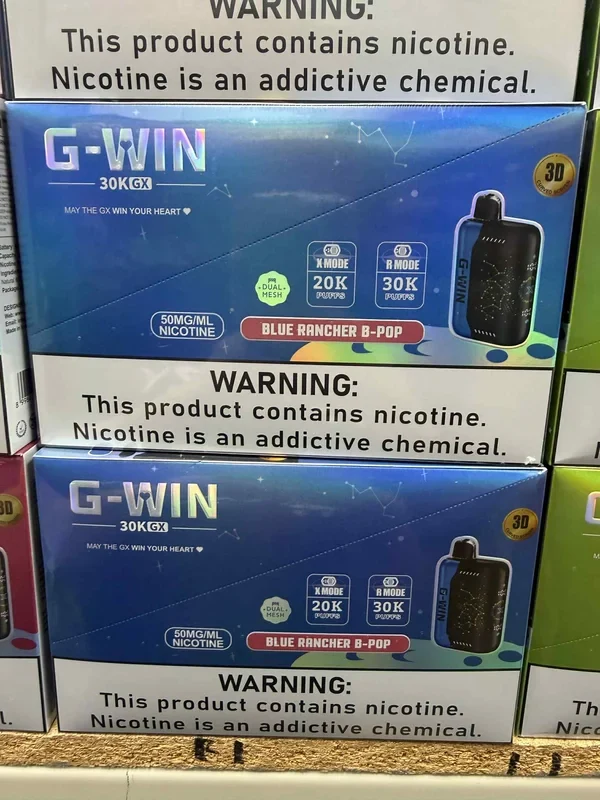 WARNING:
This product contains nicotine.
Nicotine is an addictive chemical.
G-WIN
30K GX
MAY THE GX WIN YOUR HEART
3D
X MODE
20K
PUFFS
R MODE
30K
PUFFS
DUAL
MESH
G-WIN
50MG/ML
NICOTINE
BLUE RANCHER B-POP
WARNING:
This product contains nicotine.
Nicotine is an addictive chemical.
G-WIN
30K GX
MAY THE GX WIN YOUR HEART
3D
X MODE
20K
PUFFS
R MODE
30K
PUFFS
DUAL
MESH
G-WIN
50MG/ML
NICOTINE
BLUE RANCHER B-POP
WARNING:
This product contains nicotine.
Nicotine is an addictive chemical.